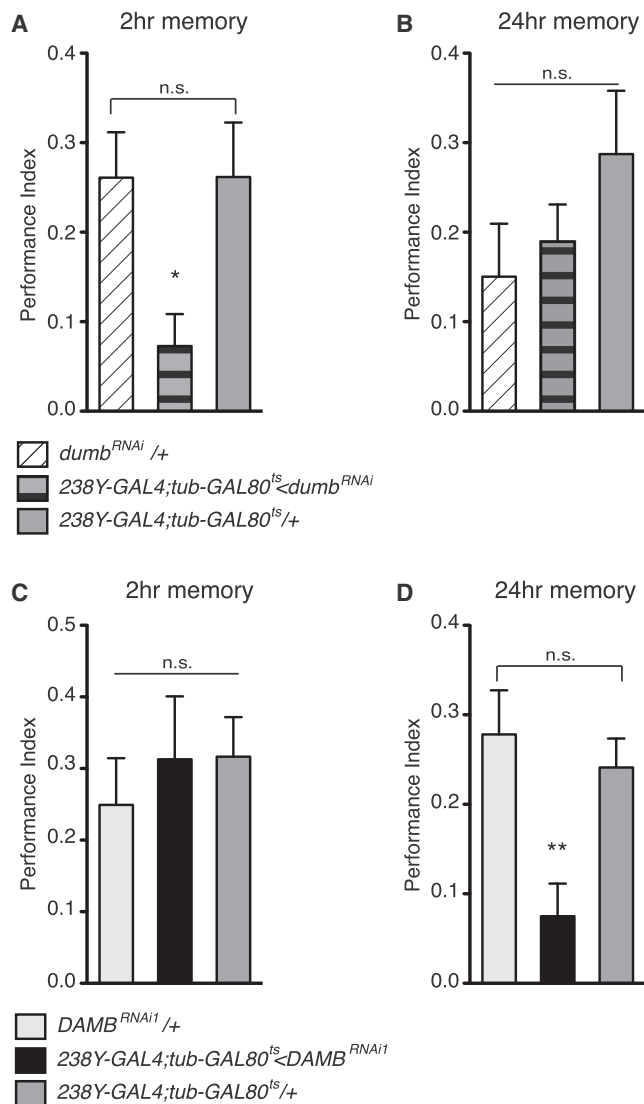 A
2hr memory
0.4
0.3
0.2
0.1
0.0
Performance Index
n.s.
*
B
24hr memory
0.4
0.3
0.2
0.1
0.0
Performance Index
n.s.
dumb^RNAi /+
238Y-GAL4;tub-GAL80^ts<dumb^RNAi
238Y-GAL4;tub-GAL80^ts/+
C
2hr memory
0.5
0.4
0.3
0.2
0.1
0.0
Performance Index
n.s.
D
24hr memory
0.4
0.3
0.2
0.1
0.0
Performance Index
n.s.
**
DAMB^RNAi1 /+
238Y-GAL4;tub-GAL80^ts<DAMB^RNAi1
238Y-GAL4;tub-GAL80^ts/+